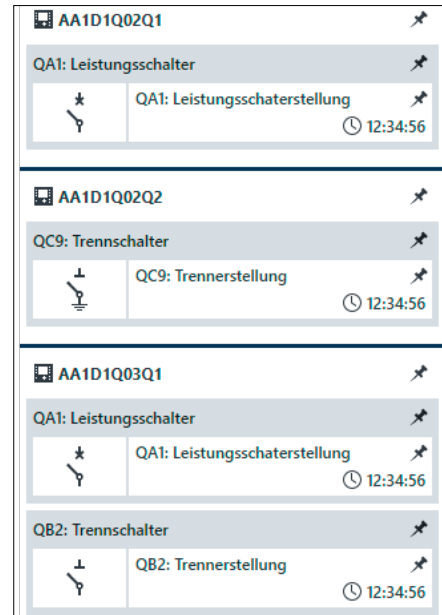 AA1D1Q02Q1
QA1: Leistungsschalter
QA1: Leistungsschaterstellung
12:34:56
AA1D1Q02Q2
QC9: Trennschalter
QC9: Trennerstellung
12:34:56
AA1D1Q03Q1
QA1: Leistungsschalter
QA1: Leistungsschaterstellung
12:34:56
QB2: Trennschalter
QB2: Trennerstellung
12:34:56